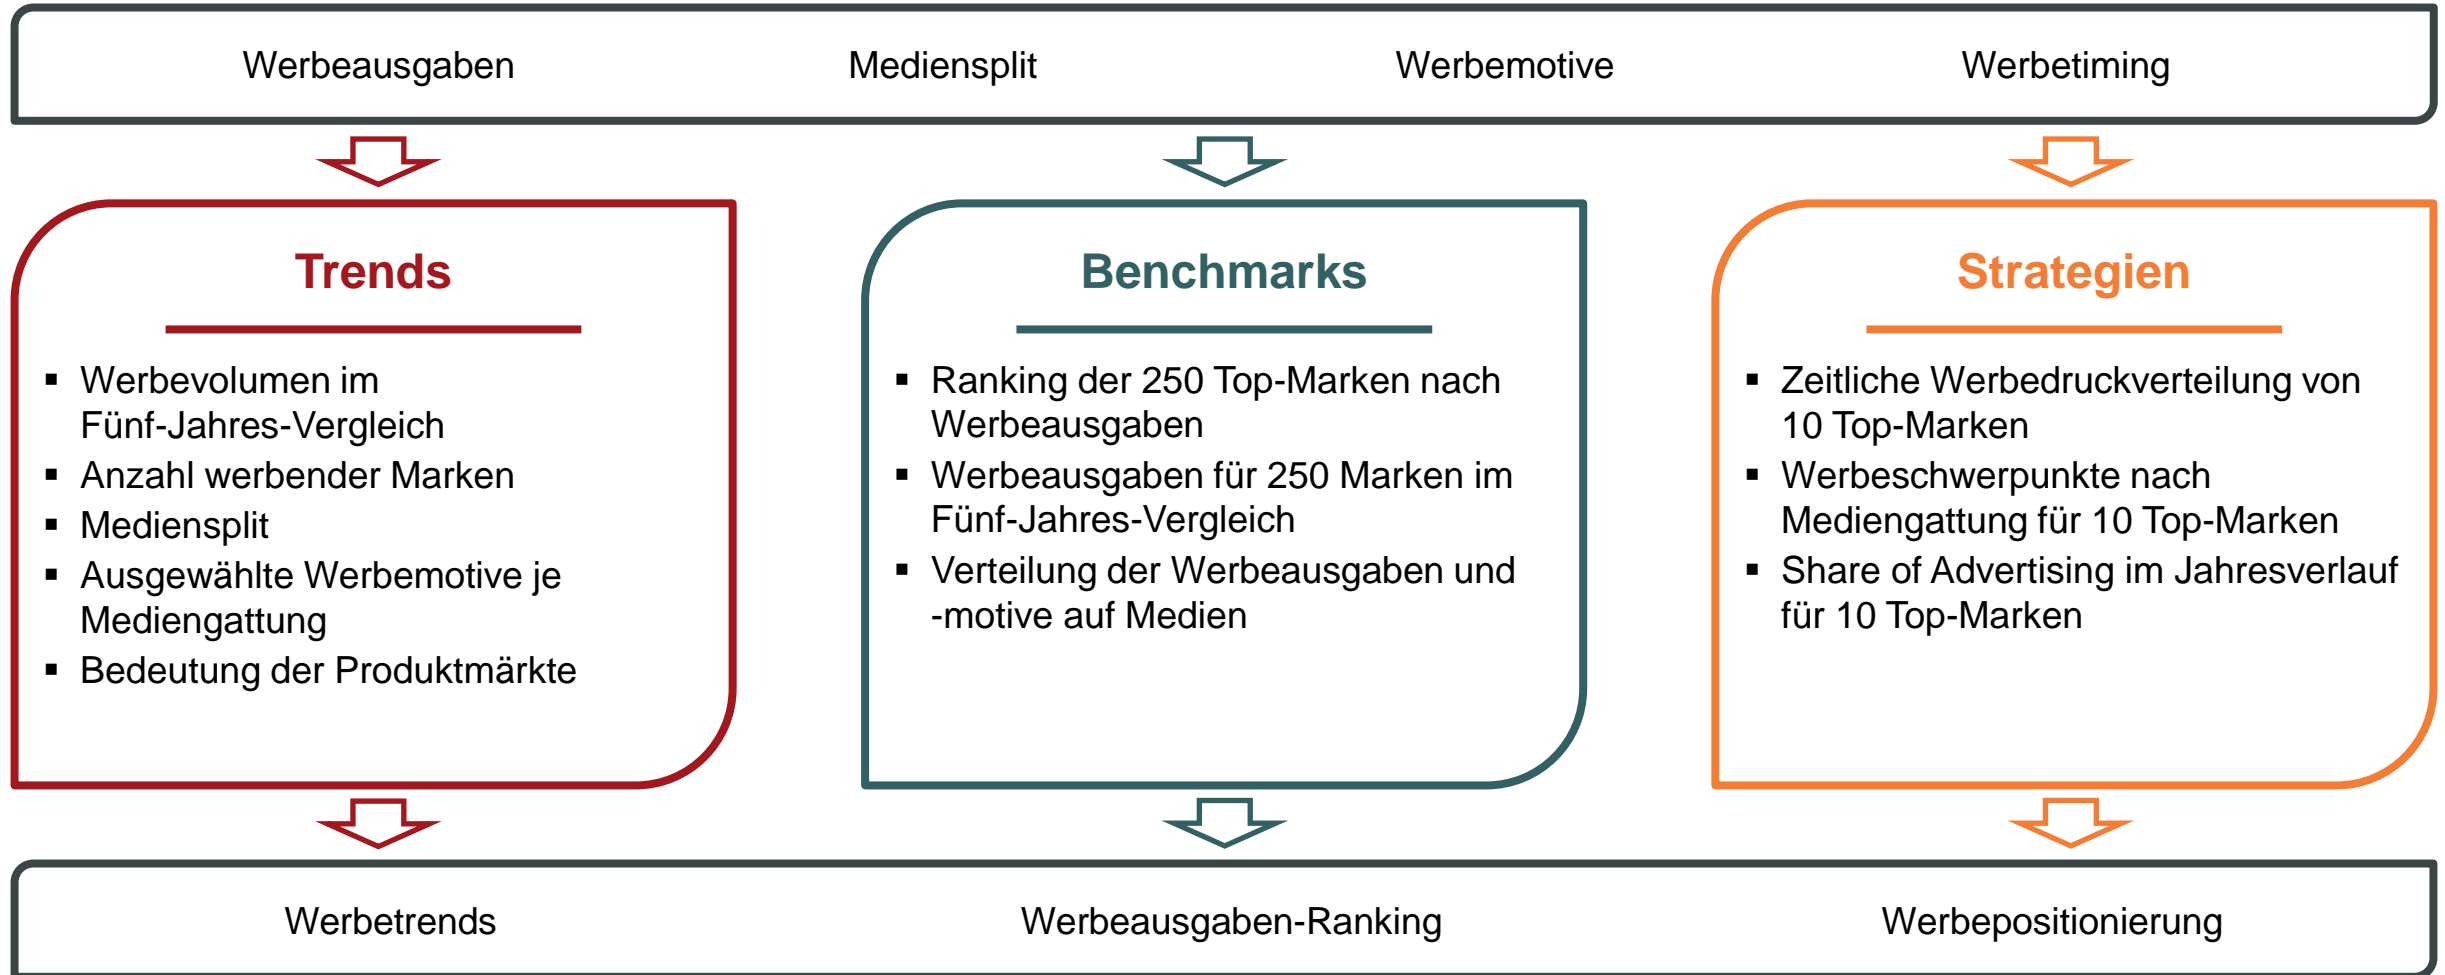 Werbeausgaben Mediensplit Werbemotive Werbetiming
Trends
▪ Werbevolumen im
Fünf-Jahres-Vergleich
▪ Anzahl werbender Marken
▪ Mediensplit
▪ Ausgewählte Werbemotive je
Mediengattung
▪ Bedeutung der Produktmärkte
Benchmarks
▪ Ranking der 250 Top-Marken nach
Werbeausgaben
▪ Werbeausgaben für 250 Marken im
Fünf-Jahres-Vergleich
▪ Verteilung der Werbeausgaben und
-motive auf Medien
Strategien
▪ Zeitliche Werbedruckverteilung von
10 Top-Marken
▪ Werbeschwerpunkte nach
Mediengattung für 10 Top-Marken
▪ Share of Advertising im Jahresverlauf
für 10 Top-Marken
Werbetrends Werbeausgaben-Ranking Werbepositionierung